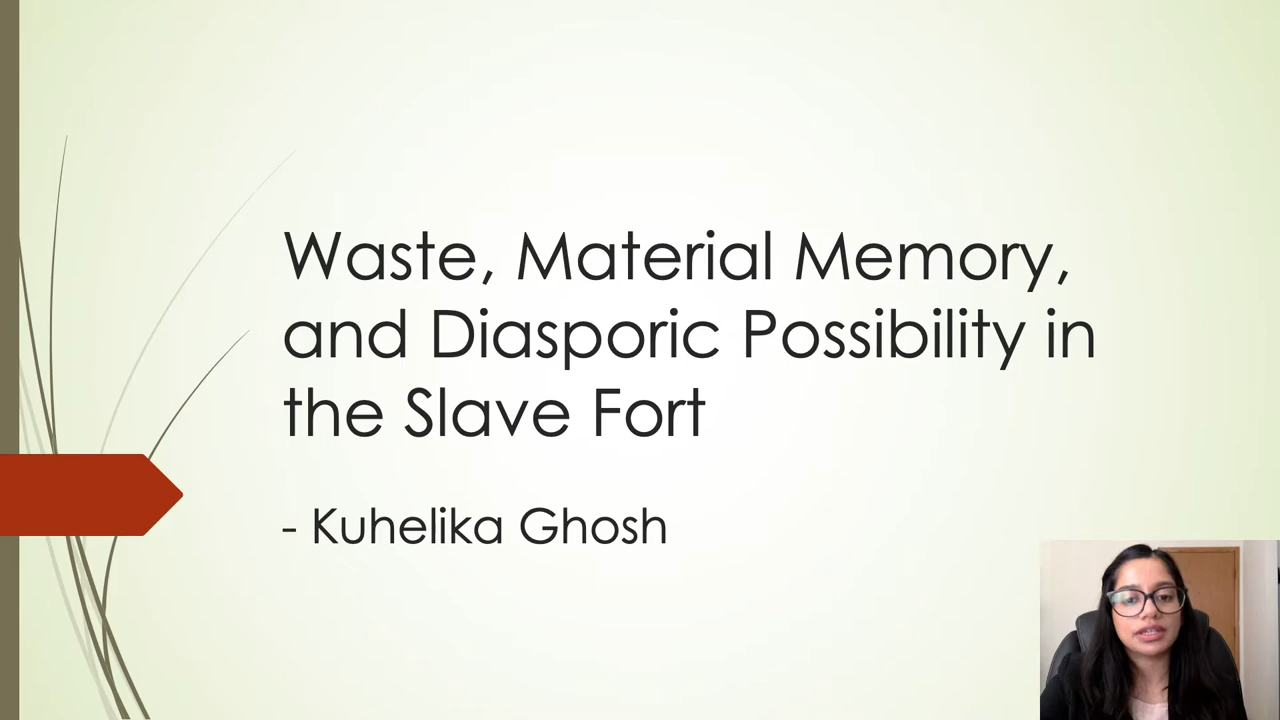 Waste, Material Memory,
and Diasporic Possibility in
the Slave Fort
- Kuhelika Ghosh